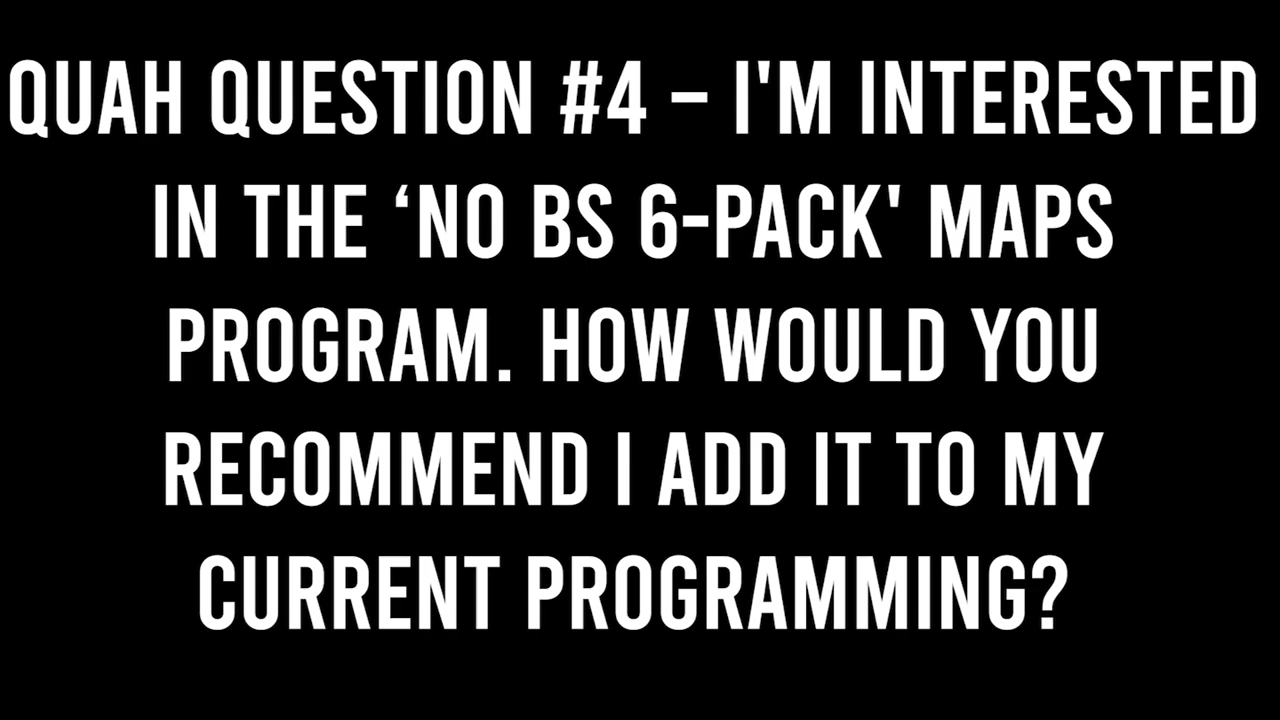 QUAH QUESTION #4 – I'M INTERESTED
IN THE ‘NO BS 6-PACK' MAPS
PROGRAM. HOW WOULD YOU
RECOMMEND I ADD IT TO MY
CURRENT PROGRAMMING?